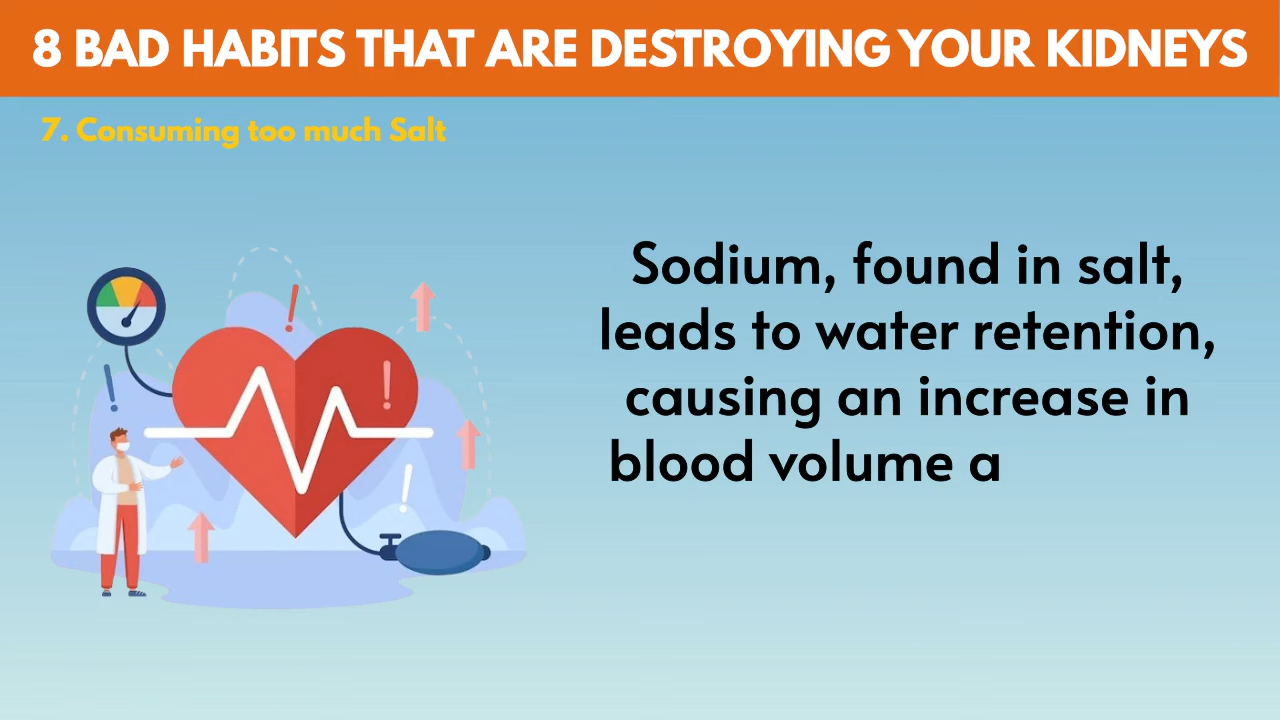 8 BAD HABITS THAT ARE DESTROYING YOUR KIDNEYS
7. Consuming too much Salt
Sodium, found in salt,
leads to water retention,
causing an increase in
blood volume a